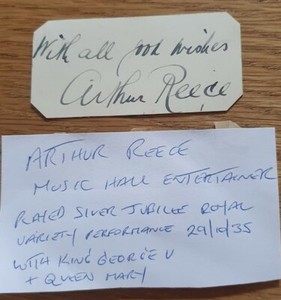 With all good wishes
Arthur Reece
ARTHUR REECE
MUSIC HALL ENTERTAINER
PLAYED SILVER JUBILEE ROYAL
VARIETY PERFORMANCE 29/10/35
WITH KING GEORGE V
+ QUEEN MARY